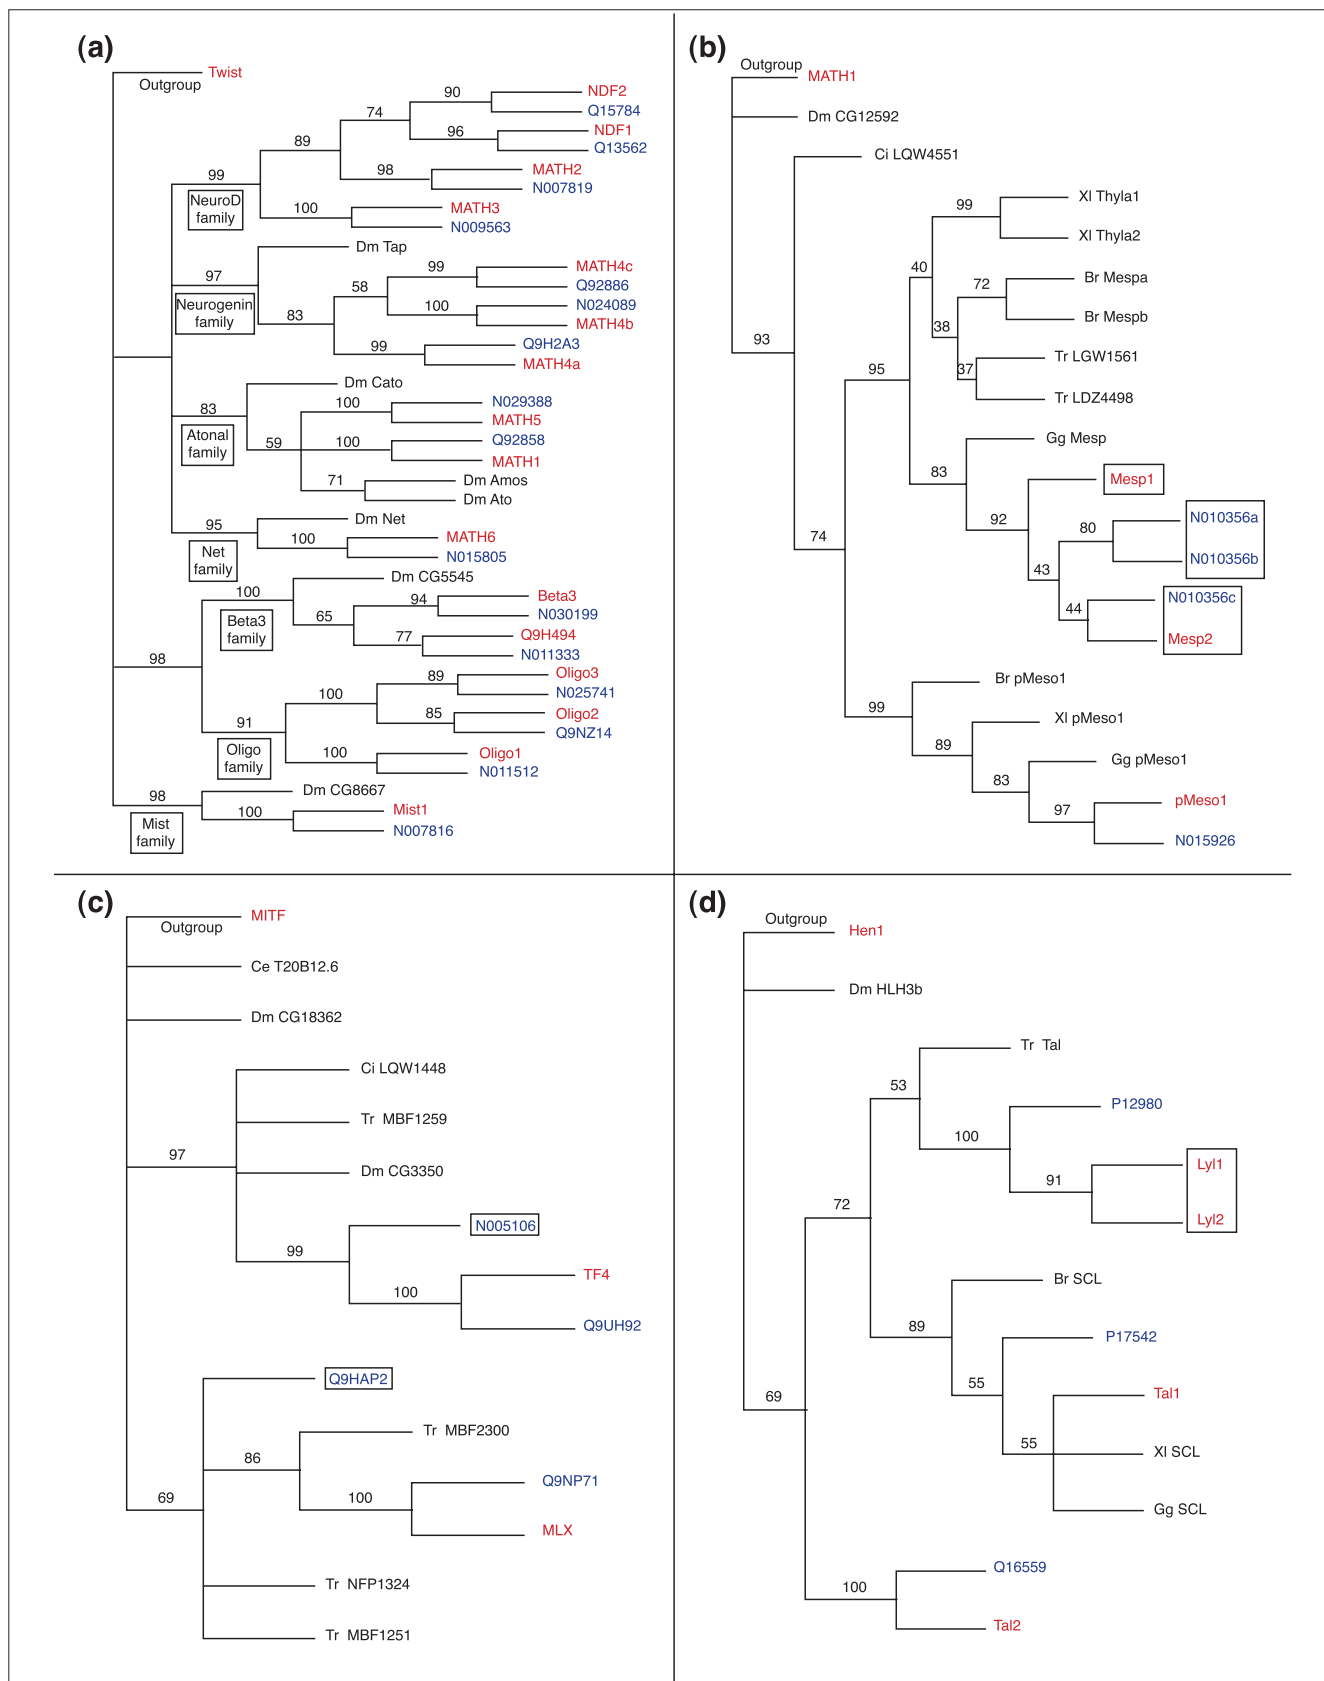 (a)
Twist
Outgroup
90
NDF2
Q15784
74
96
NDF1
Q13562
89
98
MATH2
N007819
99
NeuroD
family
100
MATH3
N009563
Dm Tap
97
Neurogenin
family
99
MATH4c
Q92886
58
100
N024089
MATH4b
83
99
Q9H2A3
MATH4a
Dm Cato
83
Atonal
family
100
N029388
MATH5
59
100
Q92858
MATH1
71
Dm Amos
Dm Ato
95
Net
family
Dm Net
100
MATH6
N015805
Dm CG5545
100
Beta3
family
94
Beta3
N030199
65
77
Q9H494
N011333
98
89
Oligo3
N025741
100
85
Oligo2
Q9NZ14
91
Oligo
family
100
Oligo1
N011512
98
Mist
family
Dm CG8667
100
Mist1
N007816
(b)
Outgroup
MATH1
Dm CG12592
Ci LQW4551
93
99
Xl Thyla1
Xl Thyla2
40
72
Br Mespa
Br Mespb
38
37
Tr LGW1561
Tr LDZ4498
95
Gg Mesp
83
Mesp1
92
80
N010356a
N010356b
43
44
N010356c
Mesp2
74
Br pMeso1
99
Xl pMeso1
89
Gg pMeso1
83
97
pMeso1
N015926
(c)
MITF
Outgroup
Ce T20B12.6
Dm CG18362
Ci LQW1448
Tr MBF1259
97
Dm CG3350
N005106
99
TF4
100
Q9UH92
Q9HAP2
Tr MBF2300
86
Q9NP71
100
MLX
69
Tr NFP1324
Tr MBF1251
(d)
Outgroup
Hen1
Dm HLH3b
Tr Tal
53
P12980
100
Lyl1
91
Lyl2
72
Br SCL
89
P17542
55
Tal1
55
Xl SCL
Gg SCL
69
Q16559
100
Tal2